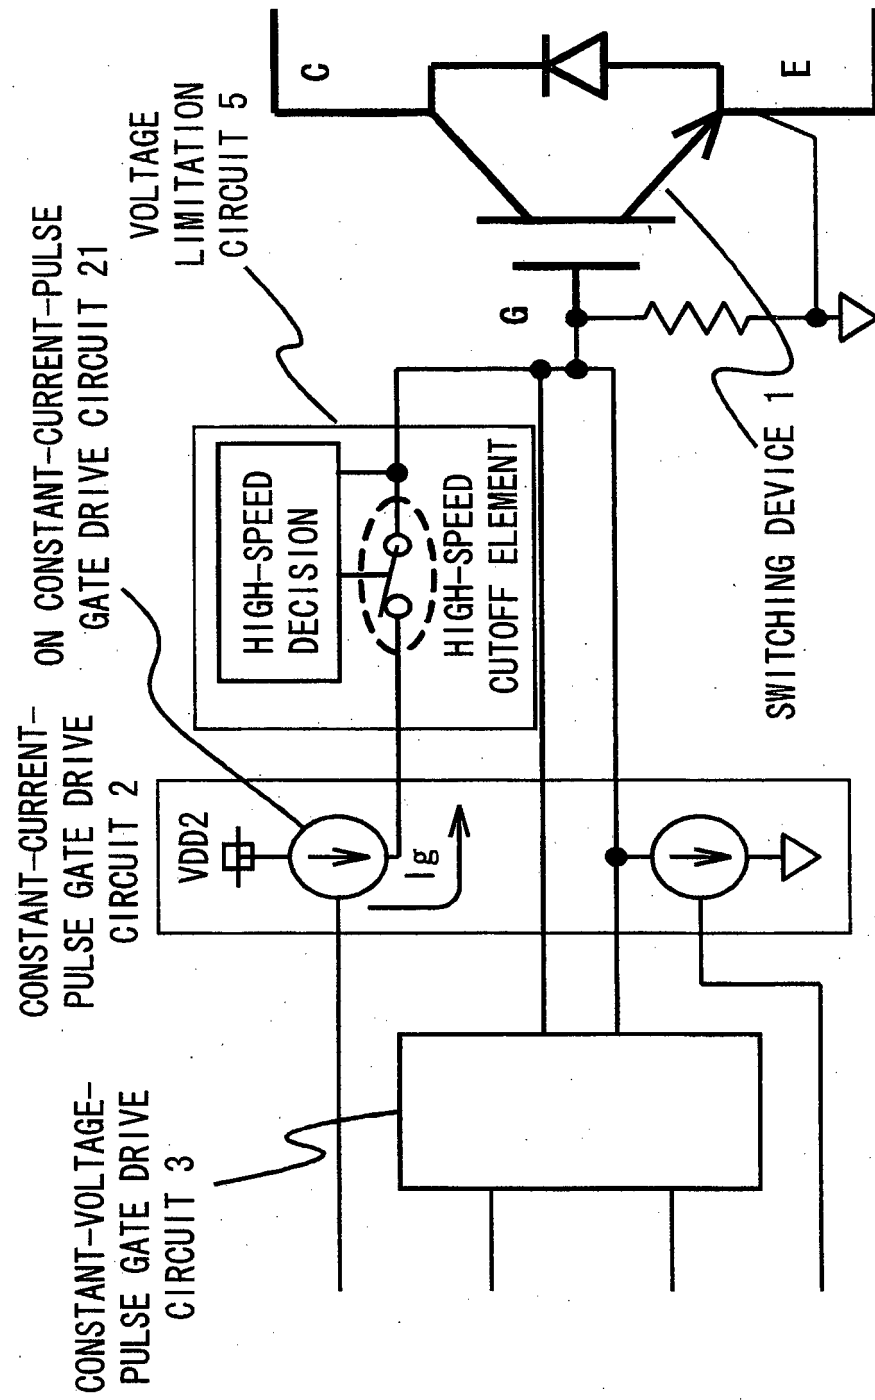 CONSTANT-VOLTAGE-
PULSE GATE DRIVE
CIRCUIT 3
CONSTANT-CURRENT-
PULSE GATE DRIVE
CIRCUIT 2
ON CONSTANT-CURRENT-PULSE
GATE DRIVE CIRCUIT 21
VOLTAGE
LIMITATION
CIRCUIT 5
VDD2
Ig
HIGH-SPEED
DECISION
HIGH-SPEED
CUTOFF ELEMENT
G
C
E
SWITCHING DEVICE 1